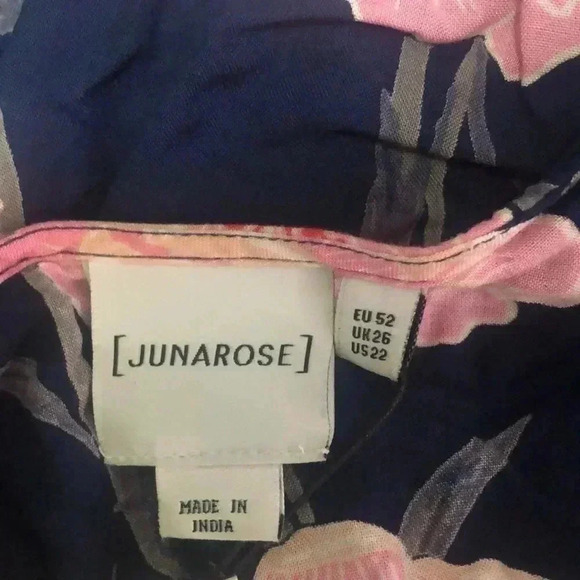 [JUNAROSE]
EU 52
UK 26
US 22
MADE IN
INDIA